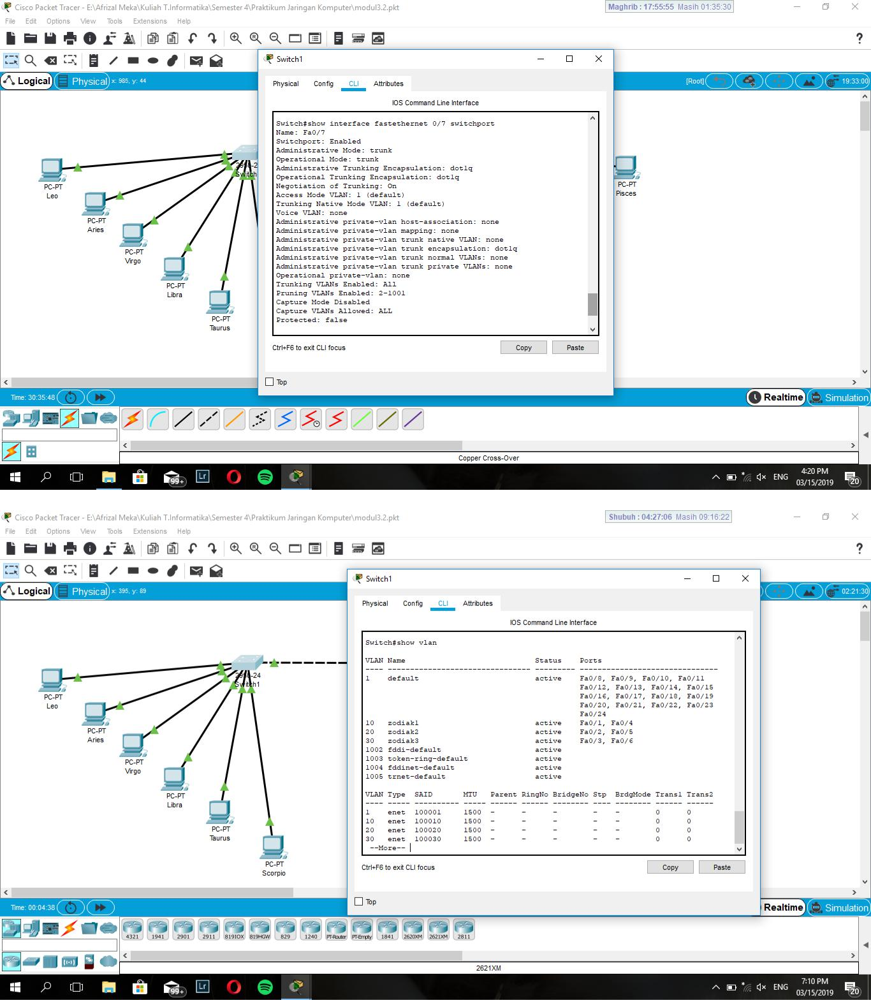 Cisco Packet Tracer - E:\Afrizal Meka\Kuliah T.Informatika\Semester 4\Praktikum Jaringan Komputer\modul3.2.pkt
Maghrib : 17:55:55 Masih 01:35:30
File Edit Options View Tools Extensions Help
Logical Physical x: 985, y: 44
[Root] 19:33:00
Switch1
Physical Config CLI Attributes
IOS Command Line Interface
Switch#show interface fastethernet 0/7 switchport
Name: Fa0/7
Switchport: Enabled
Administrative Mode: trunk
Operational Mode: trunk
Administrative Trunking Encapsulation: dot1q
Operational Trunking Encapsulation: dot1q
Negotiation of Trunking: On
Access Mode VLAN: 1 (default)
Trunking Native Mode VLAN: 1 (default)
Voice VLAN: none
Administrative private-vlan host-association: none
Administrative private-vlan mapping: none
Administrative private-vlan trunk native VLAN: none
Administrative private-vlan trunk encapsulation: dot1q
Administrative private-vlan trunk normal VLANs: none
Administrative private-vlan trunk private VLANs: none
Operational private-vlan: none
Trunking VLANs Enabled: All
Pruning VLANs Enabled: 2-1001
Capture Mode Disabled
Capture VLANs Allowed: ALL
Protected: false
Ctrl+F6 to exit CLI focus
Copy Paste
Top
PC-PT
Leo
PC-PT
Aries
PC-PT
Virgo
PC-PT
Libra
PC-PT
Taurus
Switch
PC-PT
Pisces
Time: 30:35:48
Realtime Simulation
Copper Cross-Over
99+
Lr
ENG
4:20 PM
03/15/2019
20
Cisco Packet Tracer - E:\Afrizal Meka\Kuliah T.Informatika\Semester 4\Praktikum Jaringan Komputer\modul3.2.pkt
Shubuh : 04:27:06 Masih 09:16:22
File Edit Options View Tools Extensions Help
Logical Physical x: 395, y: 89
02:21:30
Switch1
Physical Config CLI Attributes
IOS Command Line Interface
Switch#show vlan
VLAN Name Status Ports
---- -------------------------------- --------- -------------------------------
1 default active Fa0/8, Fa0/9, Fa0/10, Fa0/11
Fa0/12, Fa0/13, Fa0/14, Fa0/15
Fa0/16, Fa0/17, Fa0/18, Fa0/19
Fa0/20, Fa0/21, Fa0/22, Fa0/23
Fa0/24
10 zodiak1 active Fa0/1, Fa0/4
20 zodiak2 active Fa0/2, Fa0/5
30 zodiak3 active Fa0/3, Fa0/6
1002 fddi-default active
1003 token-ring-default active
1004 fddinet-default active
1005 trnet-default active
VLAN Type SAID MTU Parent RingNo BridgeNo Stp BrdgMode Trans1 Trans2
---- ----- ---------- ----- ------ ------ -------- ---- -------- ------ ------
1 enet 100001 1500 - - - - - 0 0
10 enet 100010 1500 - - - - - 0 0
20 enet 100020 1500 - - - - - 0 0
30 enet 100030 1500 - - - - - 0 0
--More--
Ctrl+F6 to exit CLI focus
Copy Paste
Top
2950-24
Switch1
PC-PT
Leo
PC-PT
Aries
PC-PT
Virgo
PC-PT
Libra
PC-PT
Taurus
PC-PT
Scorpio
Time: 00:04:38
Realtime Simulation
4321 1941 2901 2911 819IOX 819HGW 829 1240 PT-Router PT-Empty 1841 2620XM 2621XM 2811
2621XM
99+
Lr
ENG
7:10 PM
03/15/2019
20